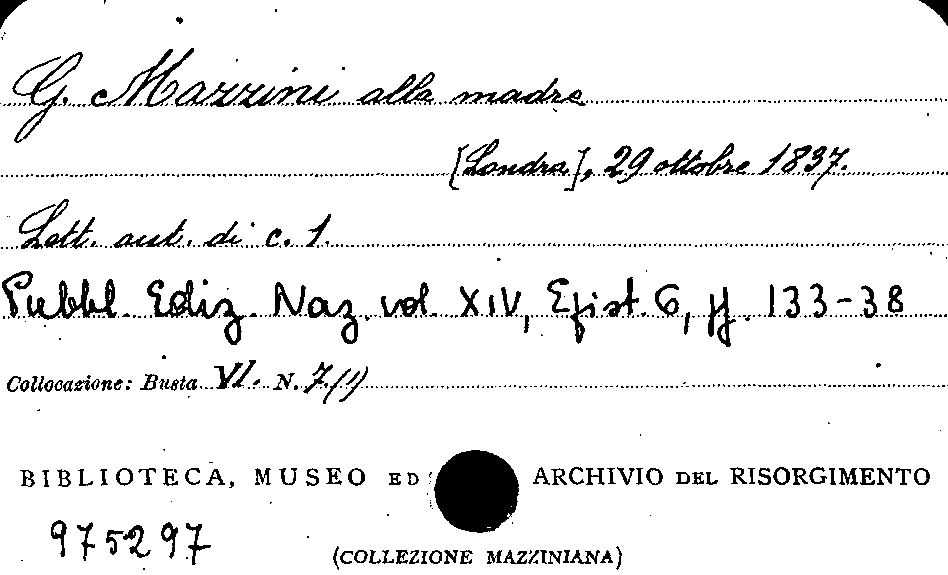 G. Mazzini alla madre
[Londra], 29 ottobre 1837.
Lett. aut. di c. 1.
Pubbl. Ediz. Naz. vol. XIV, Epist. 6, pp. 133-38
Collocazione: Busta VI. N. 7/(1)
BIBLIOTECA, MUSEO ED ARCHIVIO DEL RISORGIMENTO
975297
(COLLEZIONE MAZZINIANA)